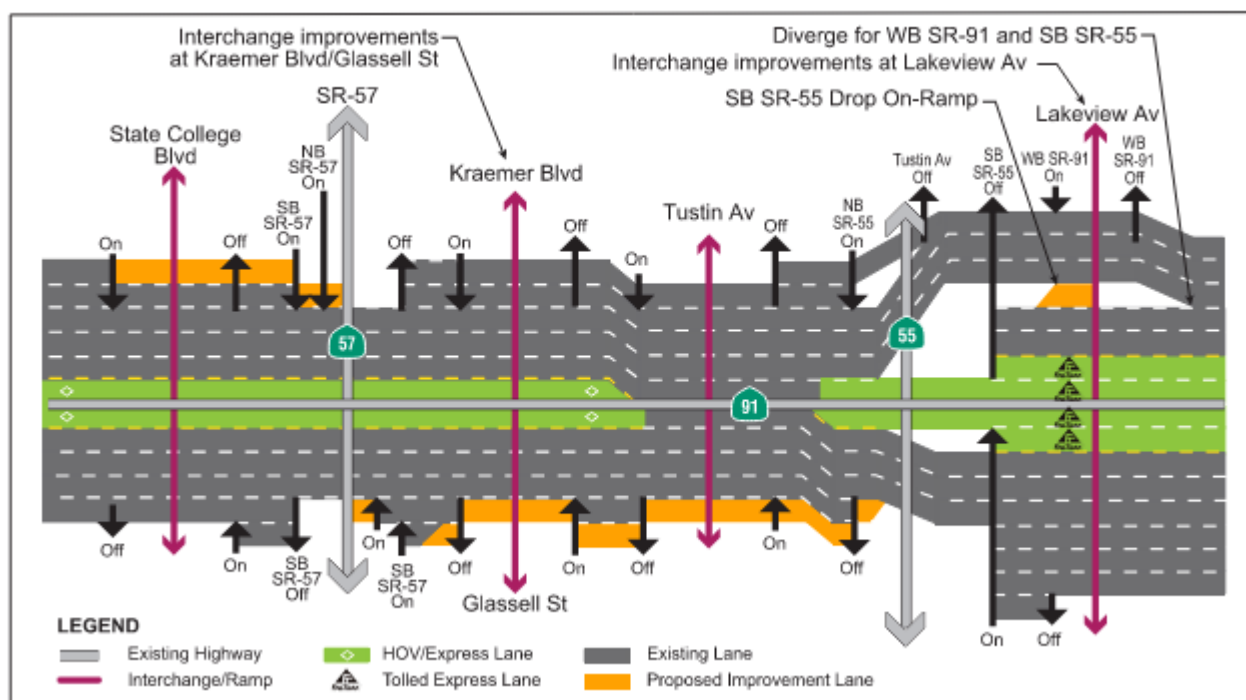 Interchange improvements
at Kraemer Blvd/Glassell St
Diverge for WB SR-91 and SB SR-55
Interchange improvements at Lakeview Av
SB SR-55 Drop On-Ramp
SR-57
State College
Blvd
NB
SR-57
On
SB
SR-57
On
Kraemer Blvd
Tustin Av
Lakeview Av
Tustin Av
Off
SB
SR-55
Off
WB SR-91
On
WB
SR-91
Off
NB
SR-55
On
On
Off
Off
On
Off
On
Off
57
55
91
Off
On
SB
SR-57
Off
On
SB
SR-57
On
Off
Glassell St
On
Off
On
Off
On
Off
LEGEND
Existing Highway
HOV/Express Lane
Existing Lane
Interchange/Ramp
Tolled Express Lane
Proposed Improvement Lane